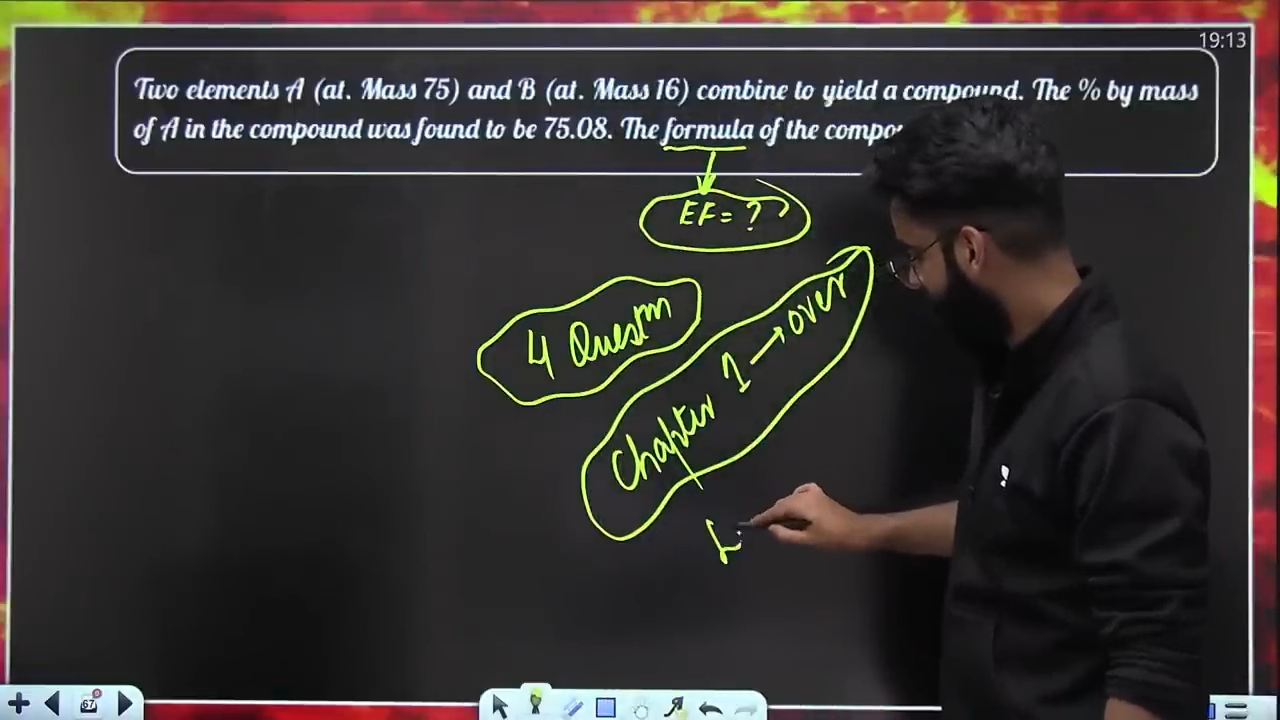 19:13
Two elements A (at. Mass 75) and B (at. Mass 16) combine to yield a compound. The % by mass
of A in the compound was found to be 75.08. The formula of the
EF = ??
4 Questn
Chapter 1 → over
67